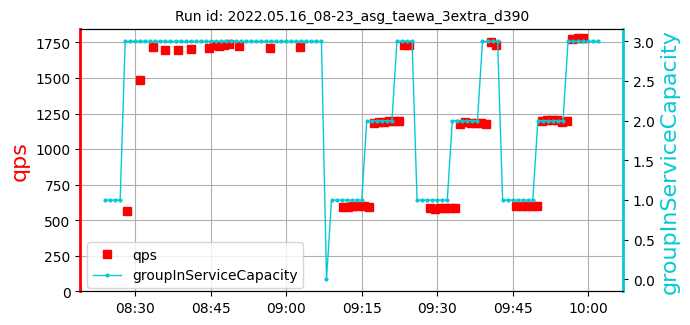 Run id: 2022.05.16_08-23_asg_taewa_3extra_d390
1750
1500
1250
1000
750
500
250
0
qps
3.0
2.5
2.0
1.5
1.0
0.5
0.0
groupInServiceCapacity
qps
groupInServiceCapacity
08:30 08:45 09:00 09:15 09:30 09:45 10:00